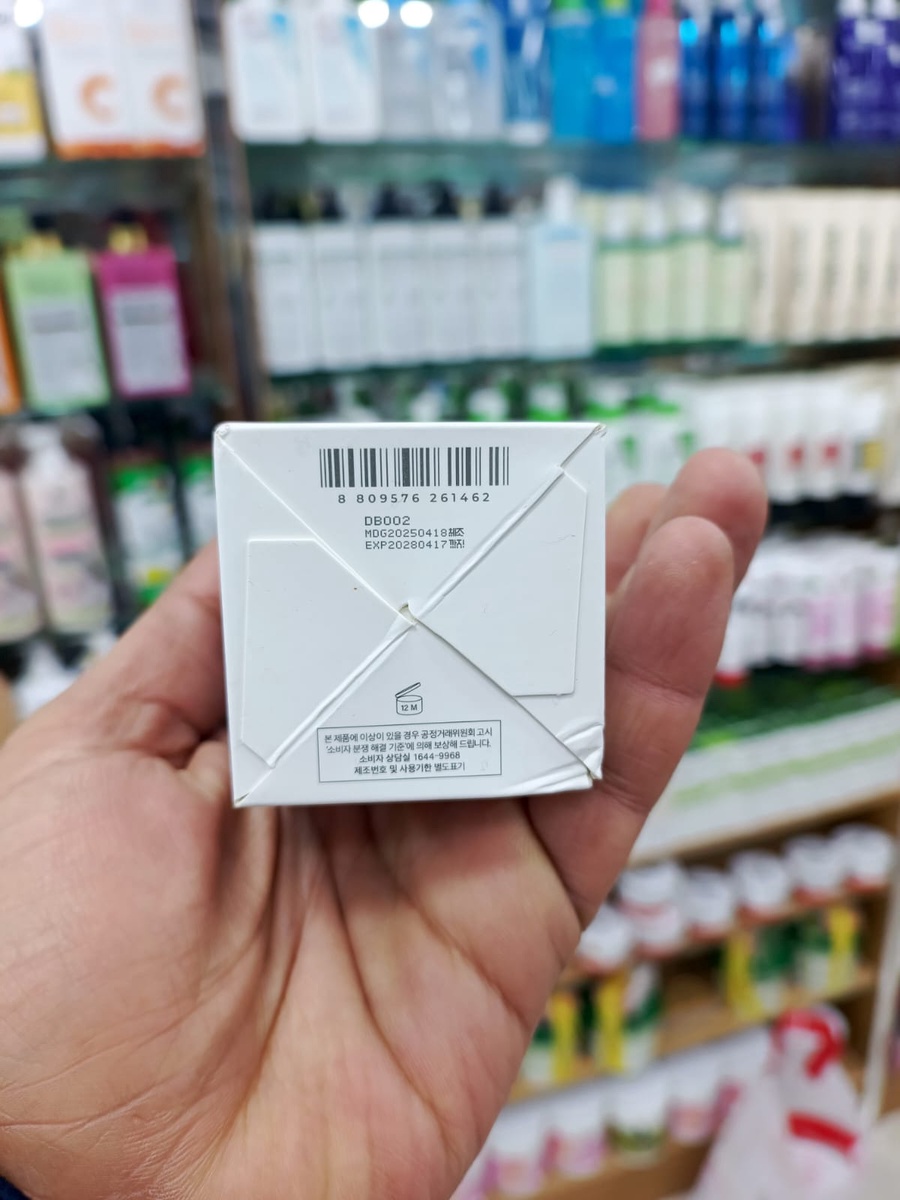 8 809576 261462
DB002
MDG20250418제조
EXP20280417까지
12 M
본 제품에 이상이 있을 경우 공정거래위원회 고시
'소비자 분쟁 해결 기준'에 의해 보상해 드립니다.
소비자 상담실 1644-9968
제조번호 및 사용기한 별도표기